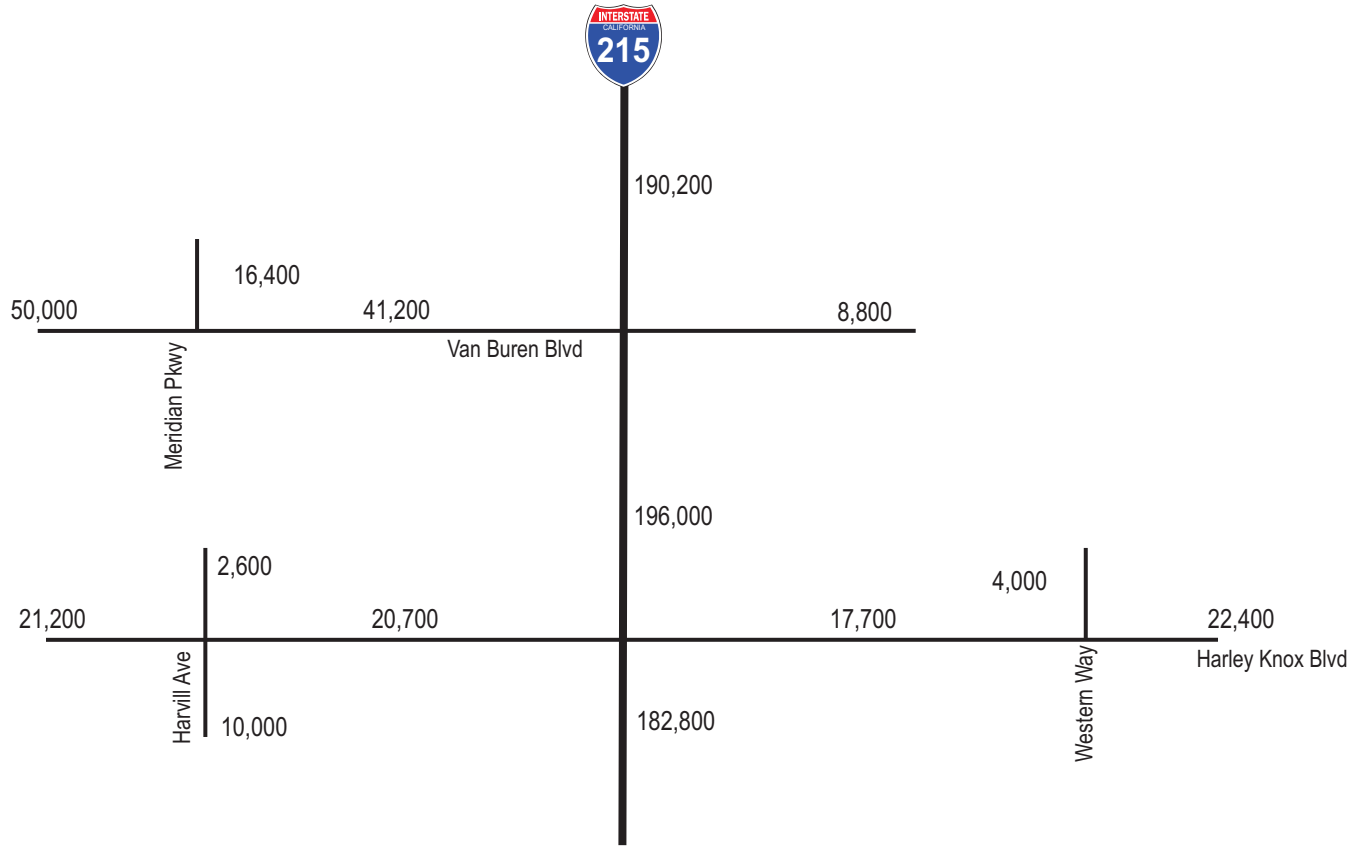 INTERSTATE
CALIFORNIA
215
190,200
16,400
50,000
41,200
8,800
Van Buren Blvd
Meridian Pkwy
196,000
2,600
4,000
21,200
20,700
17,700
22,400
Harley Knox Blvd
Harvill Ave
Western Way
10,000
182,800